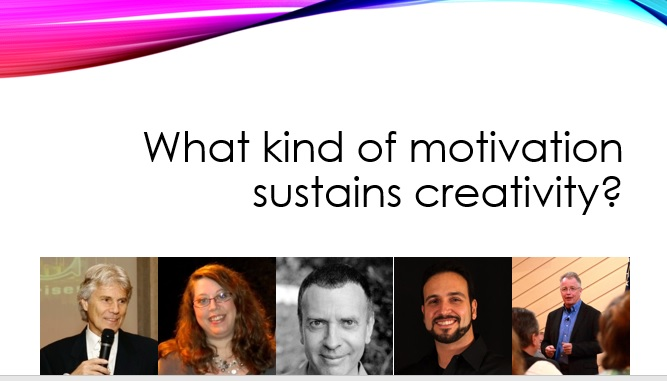 What kind of motivation
sustains creativity?